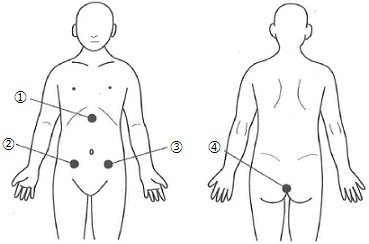 ①
②
③
④